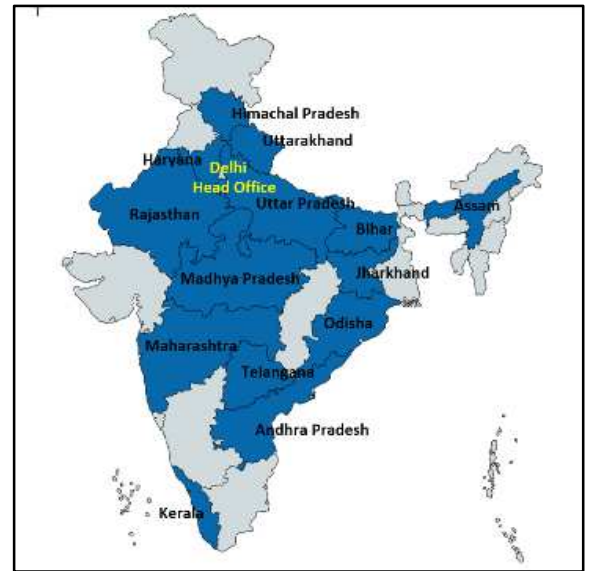 Himachal Pradesh
Uttarakhand
Haryana
Delhi
Head Office
Uttar Pradesh
Assam
Rajasthan
Bihar
Madhya Pradesh
Jharkhand
Odisha
Maharashtra
Telangana
Andhra Pradesh
Kerala